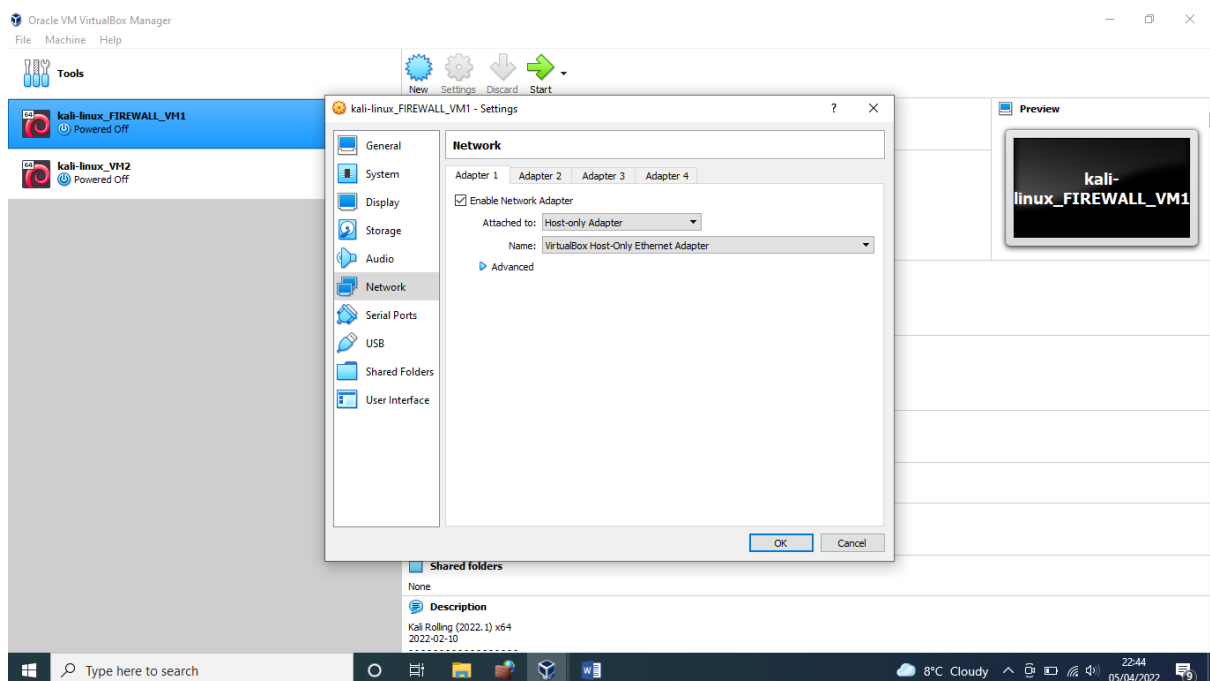 Oracle VM VirtualBox Manager
File Machine Help
Tools
New Settings Discard Start
64 kali-linux_FIREWALL_VM1
Powered Off
64 kali-linux_VM2
Powered Off
kali-linux_FIREWALL_VM1 - Settings ?
General
System
Display
Storage
Audio
Network
Serial Ports
USB
Shared Folders
User Interface
Network
Adapter 1 Adapter 2 Adapter 3 Adapter 4
Enable Network Adapter
Attached to: Host-only Adapter
Name: VirtualBox Host-Only Ethernet Adapter
Advanced
OK Cancel
Preview
kali-
linux_FIREWALL_VM1
Shared folders
None
Description
Kali Rolling (2022.1) x64
2022-02-10
Type here to search
8°C Cloudy
22:44
05/04/2022
9